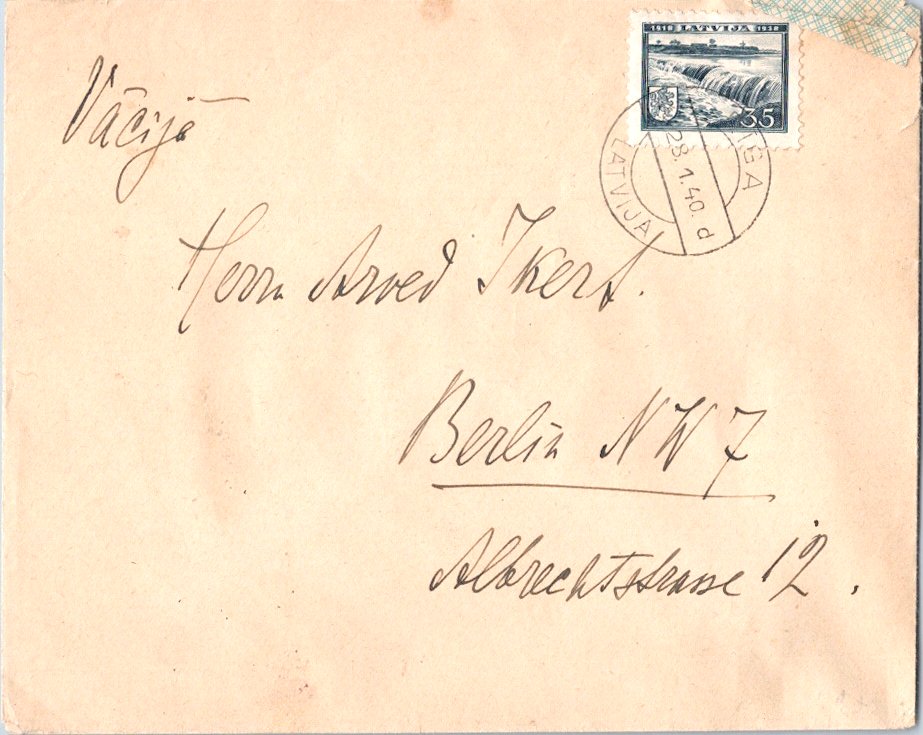 1918 LATVIJA 1938
35
RIGA
28.1.40. d
LATVIJA
Vācijā
Herrn Arved Ikert.
Berlin NW 7
Albrechtstrasse 12.